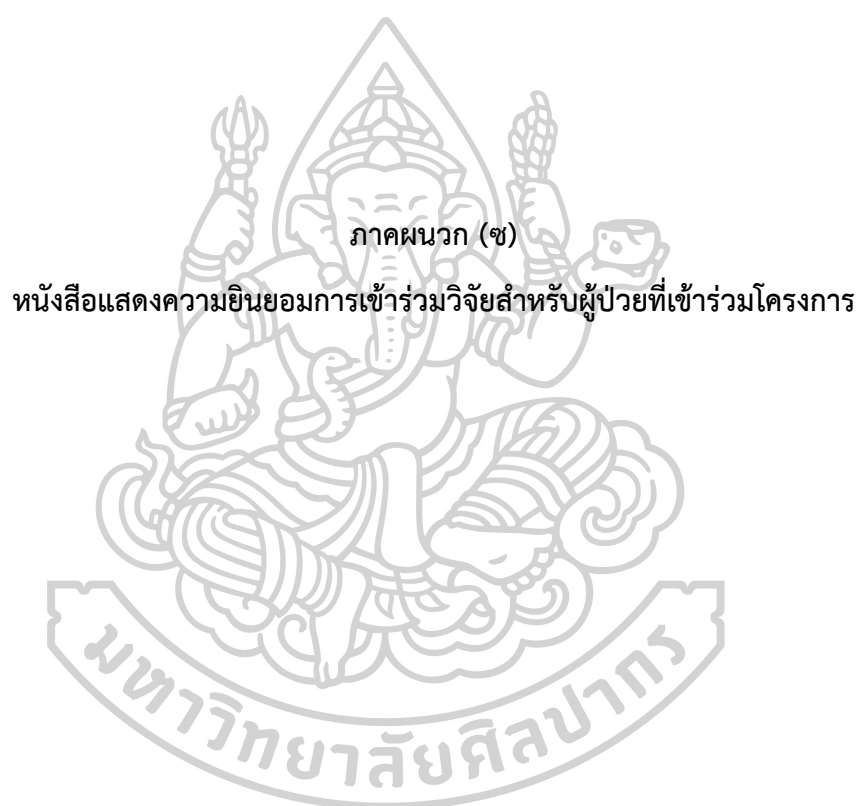 ภาคผนวก (ซ)
หนังสือแสดงความยินยอมการเข้าร่วมวิจัยสำหรับผู้ป่วยที่เข้าร่วมโครงการ
มหาวิทยาลัยศิลปากร